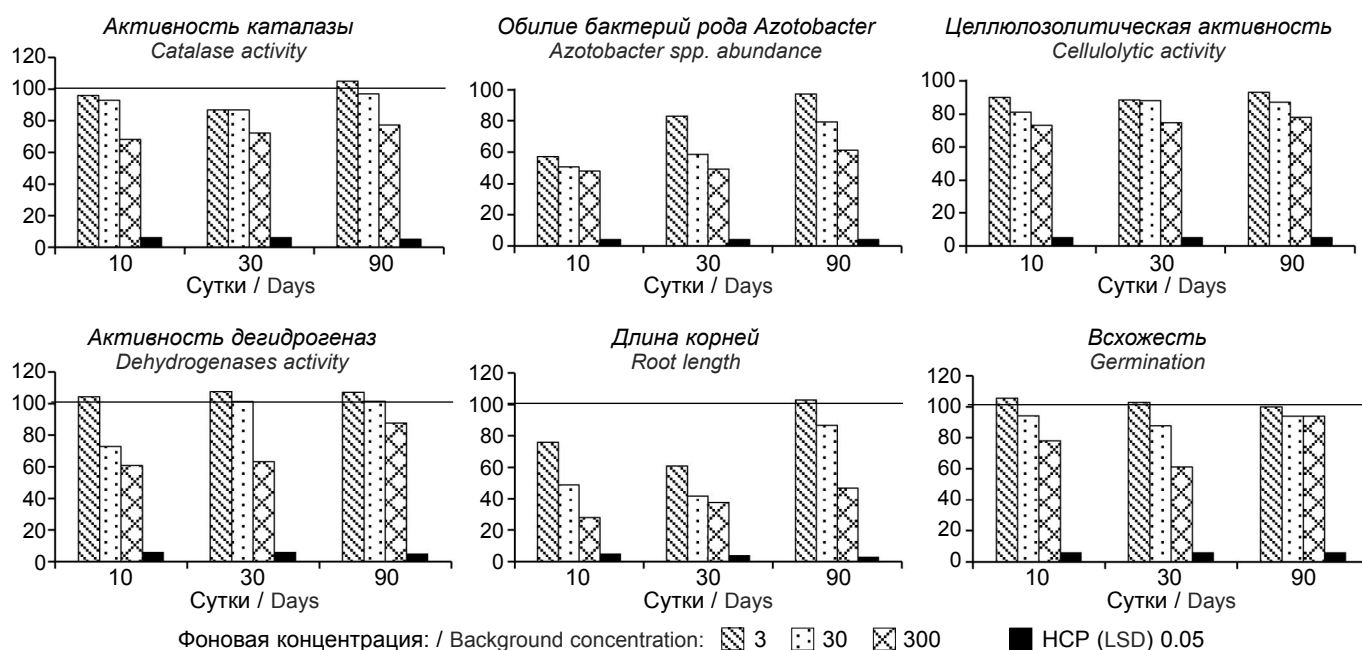 Активность каталазы
Catalase activity
120
100
80
60
40
20
0
10 30 90
Сутки / Days
Обилие бактерий рода Azotobacter
Azotobacter spp. abundance
100
80
60
40
20
0
10 30 90
Сутки / Days
Целлюлозолитическая активность
Cellulolytic activity
100
80
60
40
20
0
10 30 90
Сутки / Days
Активность дегидрогеназ
Dehydrogenases activity
120
100
80
60
40
20
0
10 30 90
Сутки / Days
Длина корней
Root length
120
100
80
60
40
20
0
10 30 90
Сутки / Days
Всхожесть
Germination
120
100
80
60
40
20
0
10 30 90
Сутки / Days
Фоновая концентрация: / Background concentration: 3 30 300 НСР (LSD) 0.05